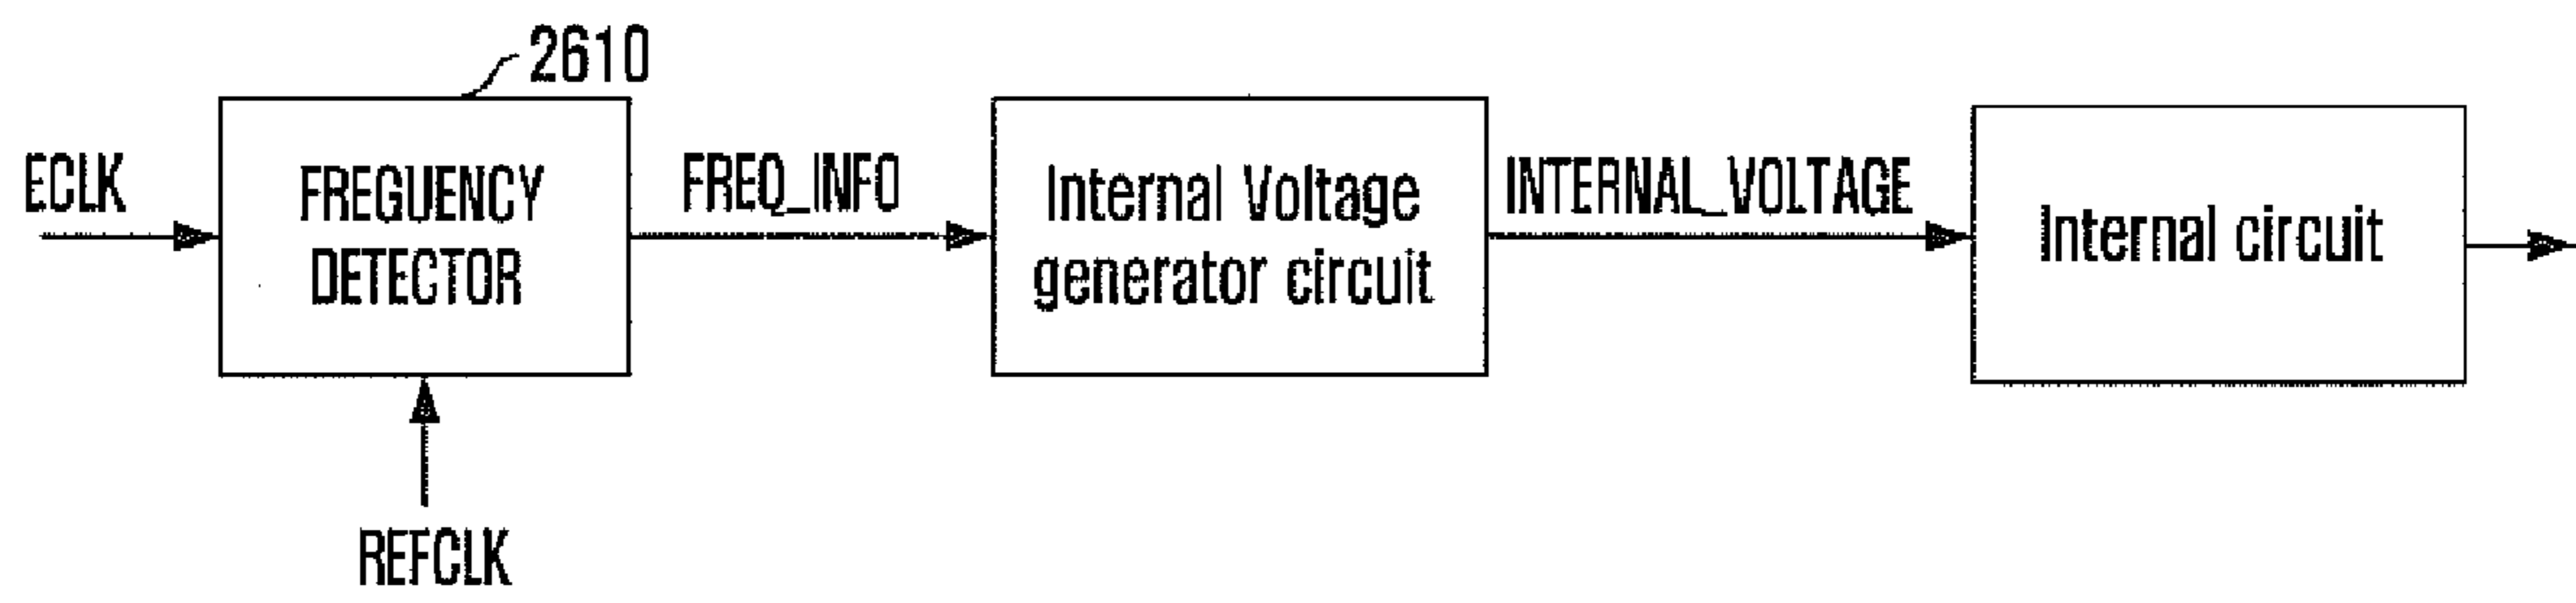 2610
ECLK
FREGUENCY
DETECTOR
FREQ_INFO
Internal Voltage
generator circuit
INTERNAL_VOLTAGE
Internal circuit
REFCLK